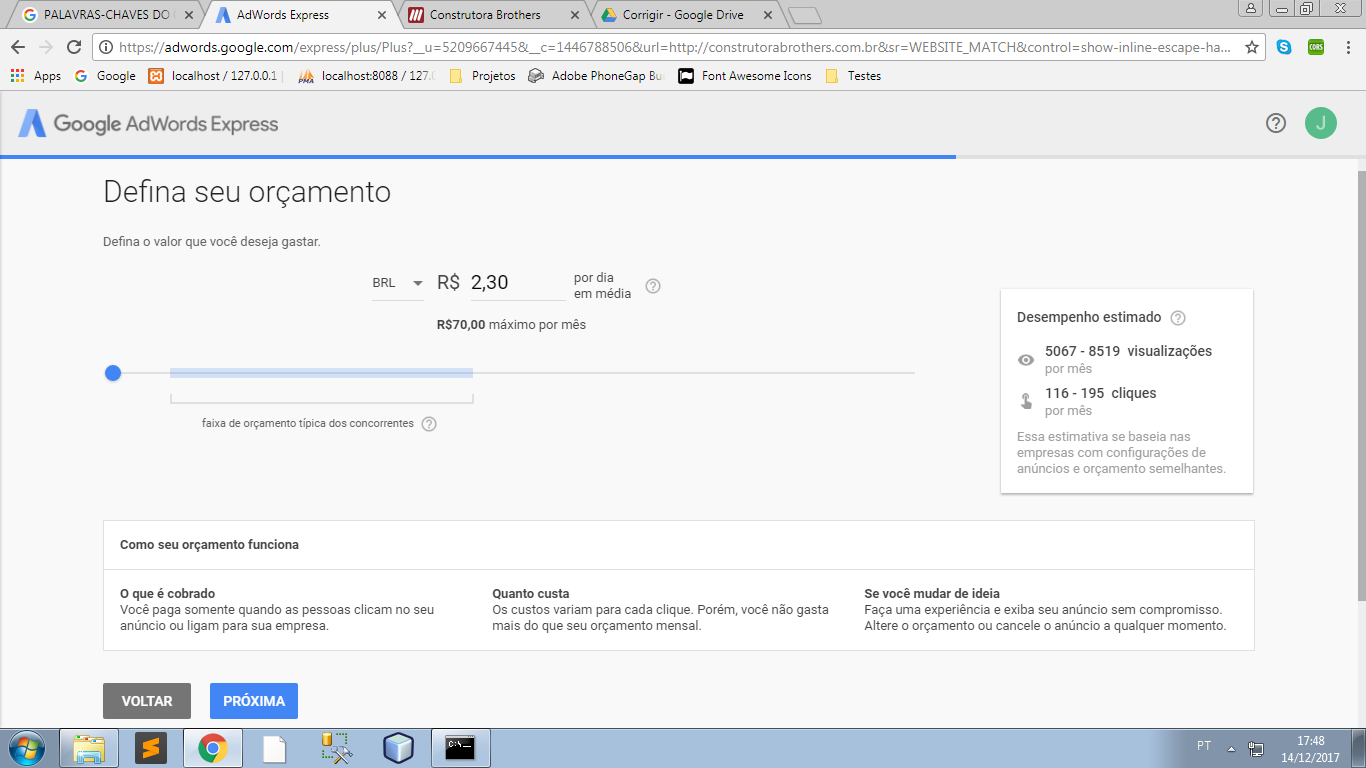 PALAVRAS-CHAVES DO
AdWords Express
Construtora Brothers
Corrigir - Google Drive
https://adwords.google.com/express/plus/Plus?__u=5209667445&__c=1446788506&url=http://construtorabrothers.com.br&sr=WEBSITE_MATCH&control=show-inline-escape-ha...
Apps
Google
localhost / 127.0.0.1
localhost:8088 / 127.
Projetos
Adobe PhoneGap Bu
Font Awesome Icons
Testes
Google AdWords Express
J
Defina seu orçamento
Defina o valor que você deseja gastar.
BRL R$ 2,30 por dia
em média
R$70,00 máximo por mês
faixa de orçamento típica dos concorrentes
Desempenho estimado
5067 - 8519 visualizações
por mês
116 - 195 cliques
por mês
Essa estimativa se baseia nas
empresas com configurações de
anúncios e orçamento semelhantes.
Como seu orçamento funciona
O que é cobrado
Você paga somente quando as pessoas clicam no seu
anúncio ou ligam para sua empresa.
Quanto custa
Os custos variam para cada clique. Porém, você não gasta
mais do que seu orçamento mensal.
Se você mudar de ideia
Faça uma experiência e exiba seu anúncio sem compromisso.
Altere o orçamento ou cancele o anúncio a qualquer momento.
VOLTAR
PRÓXIMA
PT
17:48
14/12/2017